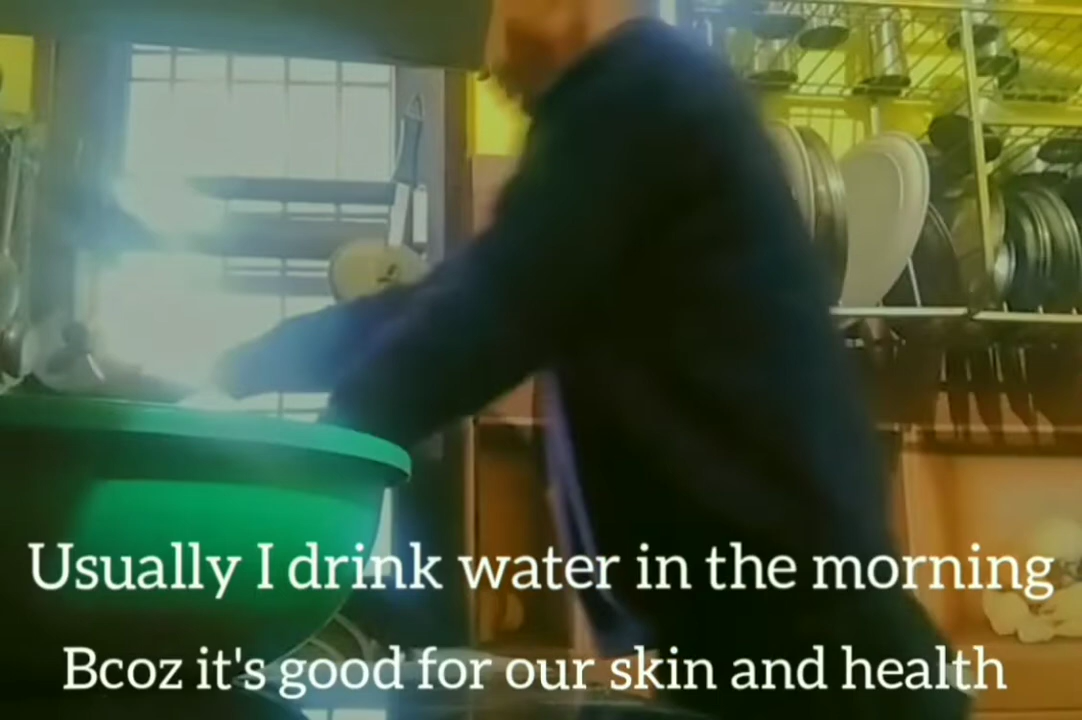 Usually I drink water in the morning
Bcoz it's good for our skin and health